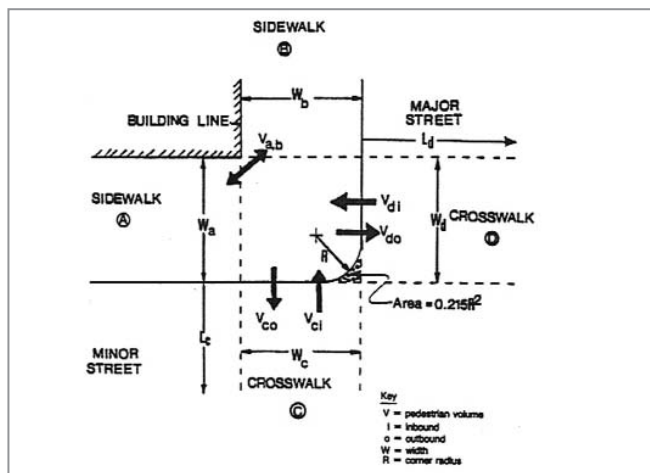 SIDEWALK
Ⓑ
W_b
BUILDING LINE
V_a,b
MAJOR
STREET
L_d
SIDEWALK
Ⓐ
W_a
V_di
W_d
CROSSWALK
Ⓓ
V_do
R
Area = 0.215R²
V_co
V_ci
L_c
MINOR
STREET
W_c
CROSSWALK
Ⓒ
Key
V = pedestrian volume
i = inbound
o = outbound
W = width
R = corner radius